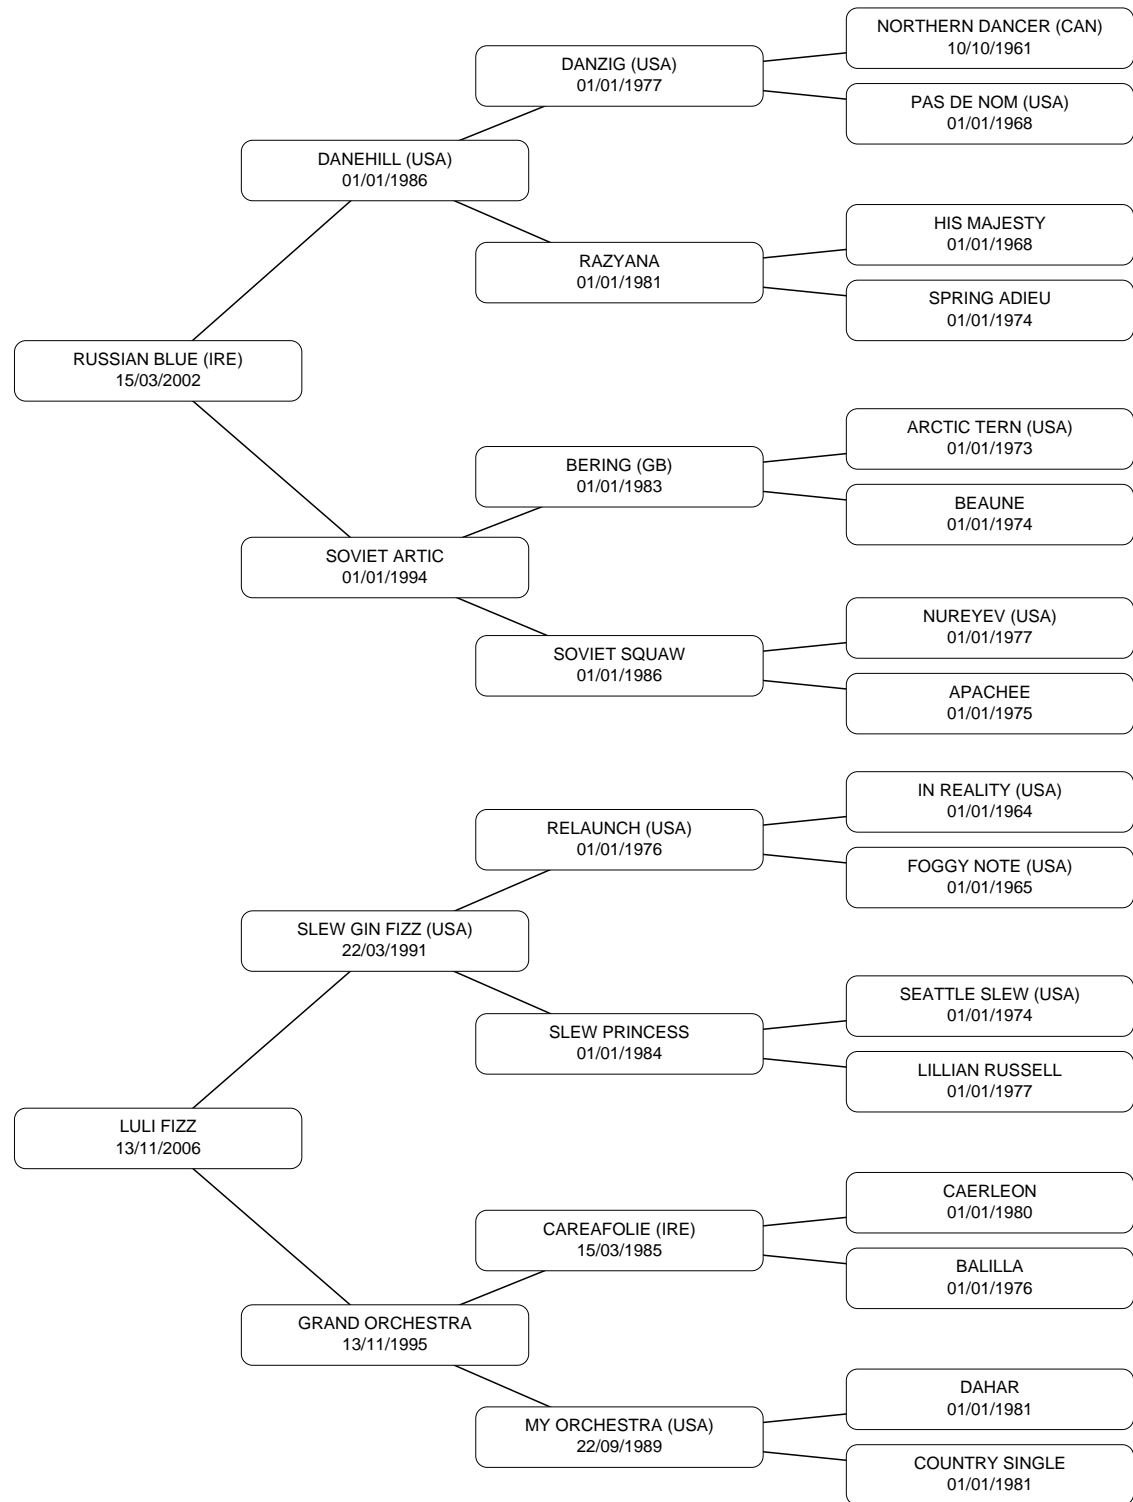 NORTHERN DANCER (CAN)
10/10/1961
DANZIG (USA)
01/01/1977
PAS DE NOM (USA)
01/01/1968
DANEHILL (USA)
01/01/1986
HIS MAJESTY
01/01/1968
RAZYANA
01/01/1981
SPRING ADIEU
01/01/1974
RUSSIAN BLUE (IRE)
15/03/2002
ARCTIC TERN (USA)
01/01/1973
BERING (GB)
01/01/1983
BEAUNE
01/01/1974
SOVIET ARTIC
01/01/1994
NUREYEV (USA)
01/01/1977
SOVIET SQUAW
01/01/1986
APACHEE
01/01/1975
IN REALITY (USA)
01/01/1964
RELAUNCH (USA)
01/01/1976
FOGGY NOTE (USA)
01/01/1965
SLEW GIN FIZZ (USA)
22/03/1991
SEATTLE SLEW (USA)
01/01/1974
SLEW PRINCESS
01/01/1984
LILLIAN RUSSELL
01/01/1977
LULI FIZZ
13/11/2006
CAERLEON
01/01/1980
CAREAFOLIE (IRE)
15/03/1985
BALILLA
01/01/1976
GRAND ORCHESTRA
13/11/1995
DAHAR
01/01/1981
MY ORCHESTRA (USA)
22/09/1989
COUNTRY SINGLE
01/01/1981